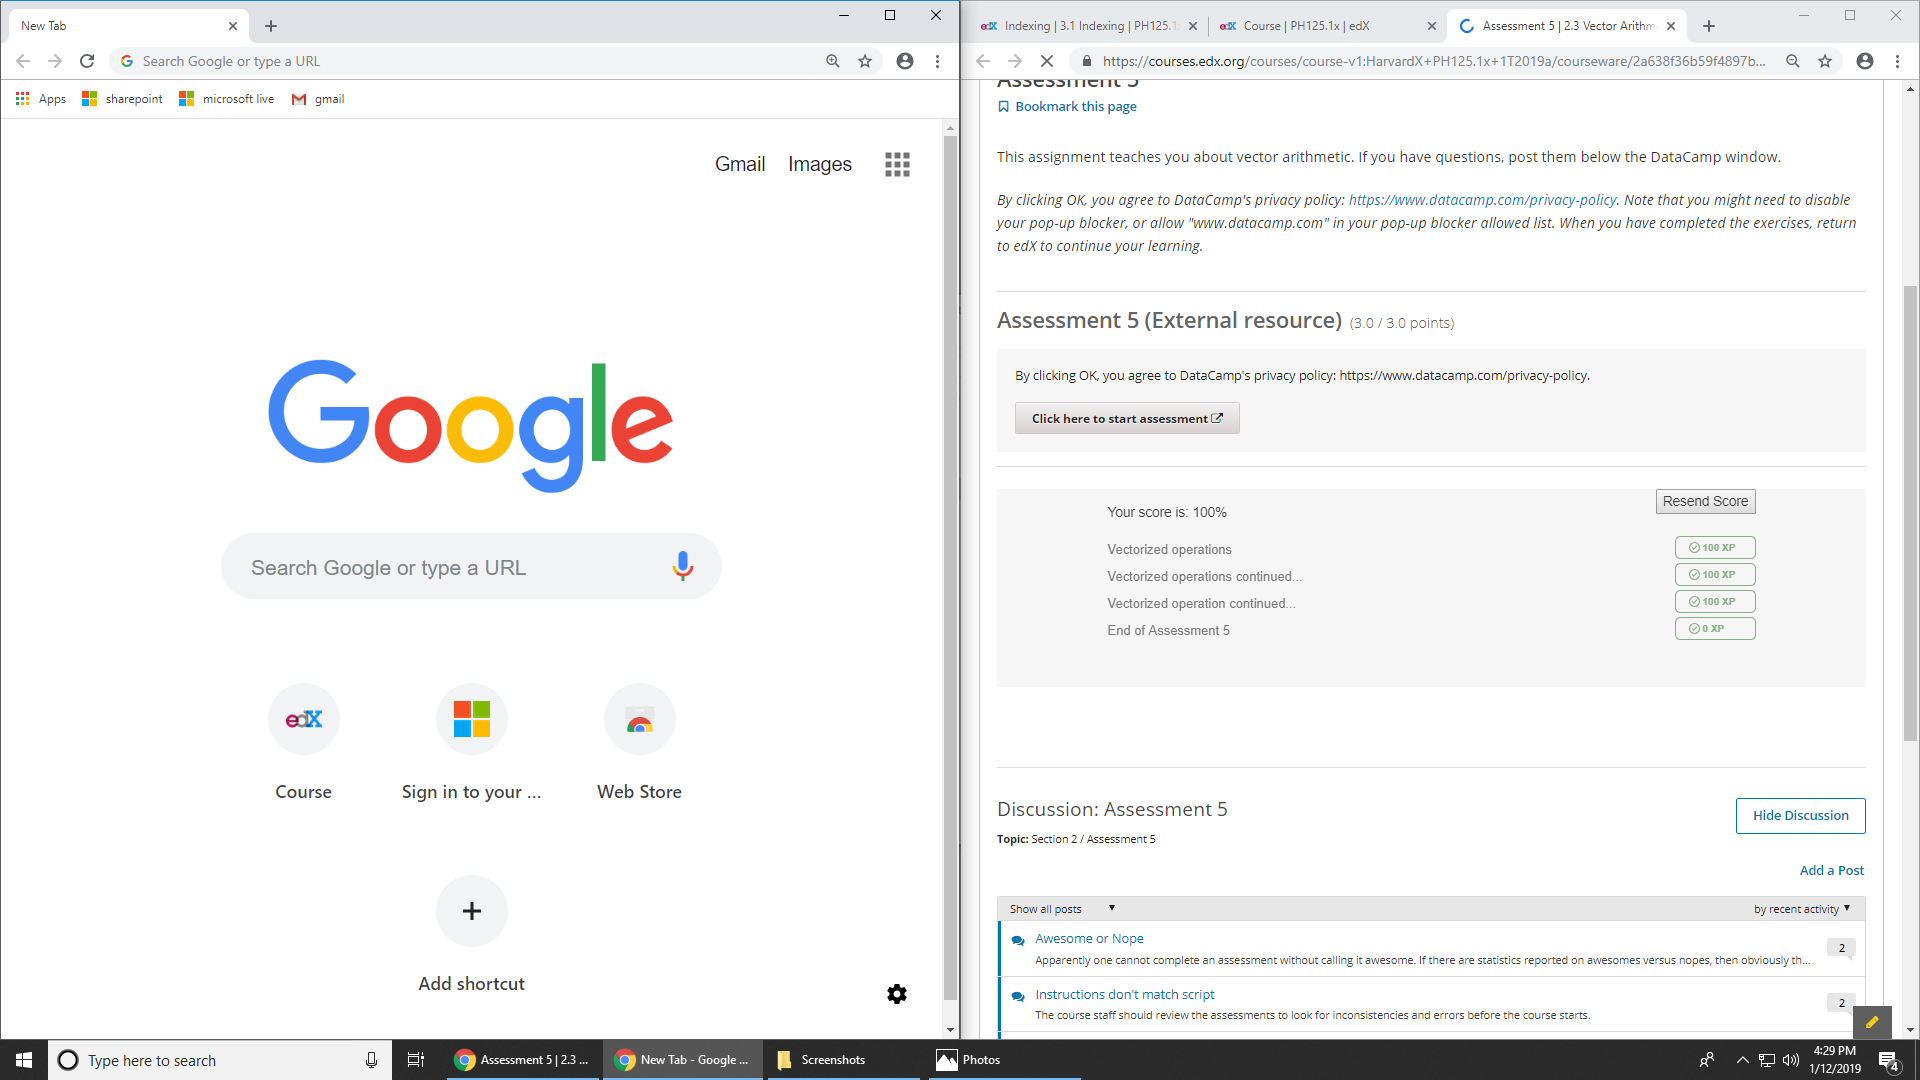 New Tab
Search Google or type a URL
Apps
sharepoint
microsoft live
gmail
Gmail
Images
Google
Search Google or type a URL
edX
Course
Sign in to your ...
Web Store
Add shortcut
edX Indexing | 3.1 Indexing | PH125.1
edX Course | PH125.1x | edX
Assessment 5 | 2.3 Vector Arithm
https://courses.edx.org/courses/course-v1:HarvardX+PH125.1x+1T2019a/courseware/2a638f36b59f4897b...
Assessment 5
Bookmark this page
This assignment teaches you about vector arithmetic. If you have questions, post them below the DataCamp window.
By clicking OK, you agree to DataCamp's privacy policy: https://www.datacamp.com/privacy-policy. Note that you might need to disable
your pop-up blocker, or allow "www.datacamp.com" in your pop-up blocker allowed list. When you have completed the exercises, return
to edX to continue your learning.
Assessment 5 (External resource) (3.0 / 3.0 points)
By clicking OK, you agree to DataCamp's privacy policy: https://www.datacamp.com/privacy-policy.
Click here to start assessment
Your score is: 100%
Resend Score
Vectorized operations 100 XP
Vectorized operations continued... 100 XP
Vectorized operation continued... 100 XP
End of Assessment 5 0 XP
Discussion: Assessment 5
Hide Discussion
Topic: Section 2 / Assessment 5
Add a Post
Show all posts
by recent activity
Awesome or Nope
Apparently one cannot complete an assessment without calling it awesome. If there are statistics reported on awesomes versus nopes, then obviously th...
2
Instructions don't match script
The course staff should review the assessments to look for inconsistencies and errors before the course starts.
2
Type here to search
Assessment 5 | 2.3 ...
New Tab - Google ...
Screenshots
Photos
4:29 PM
1/12/2019
4